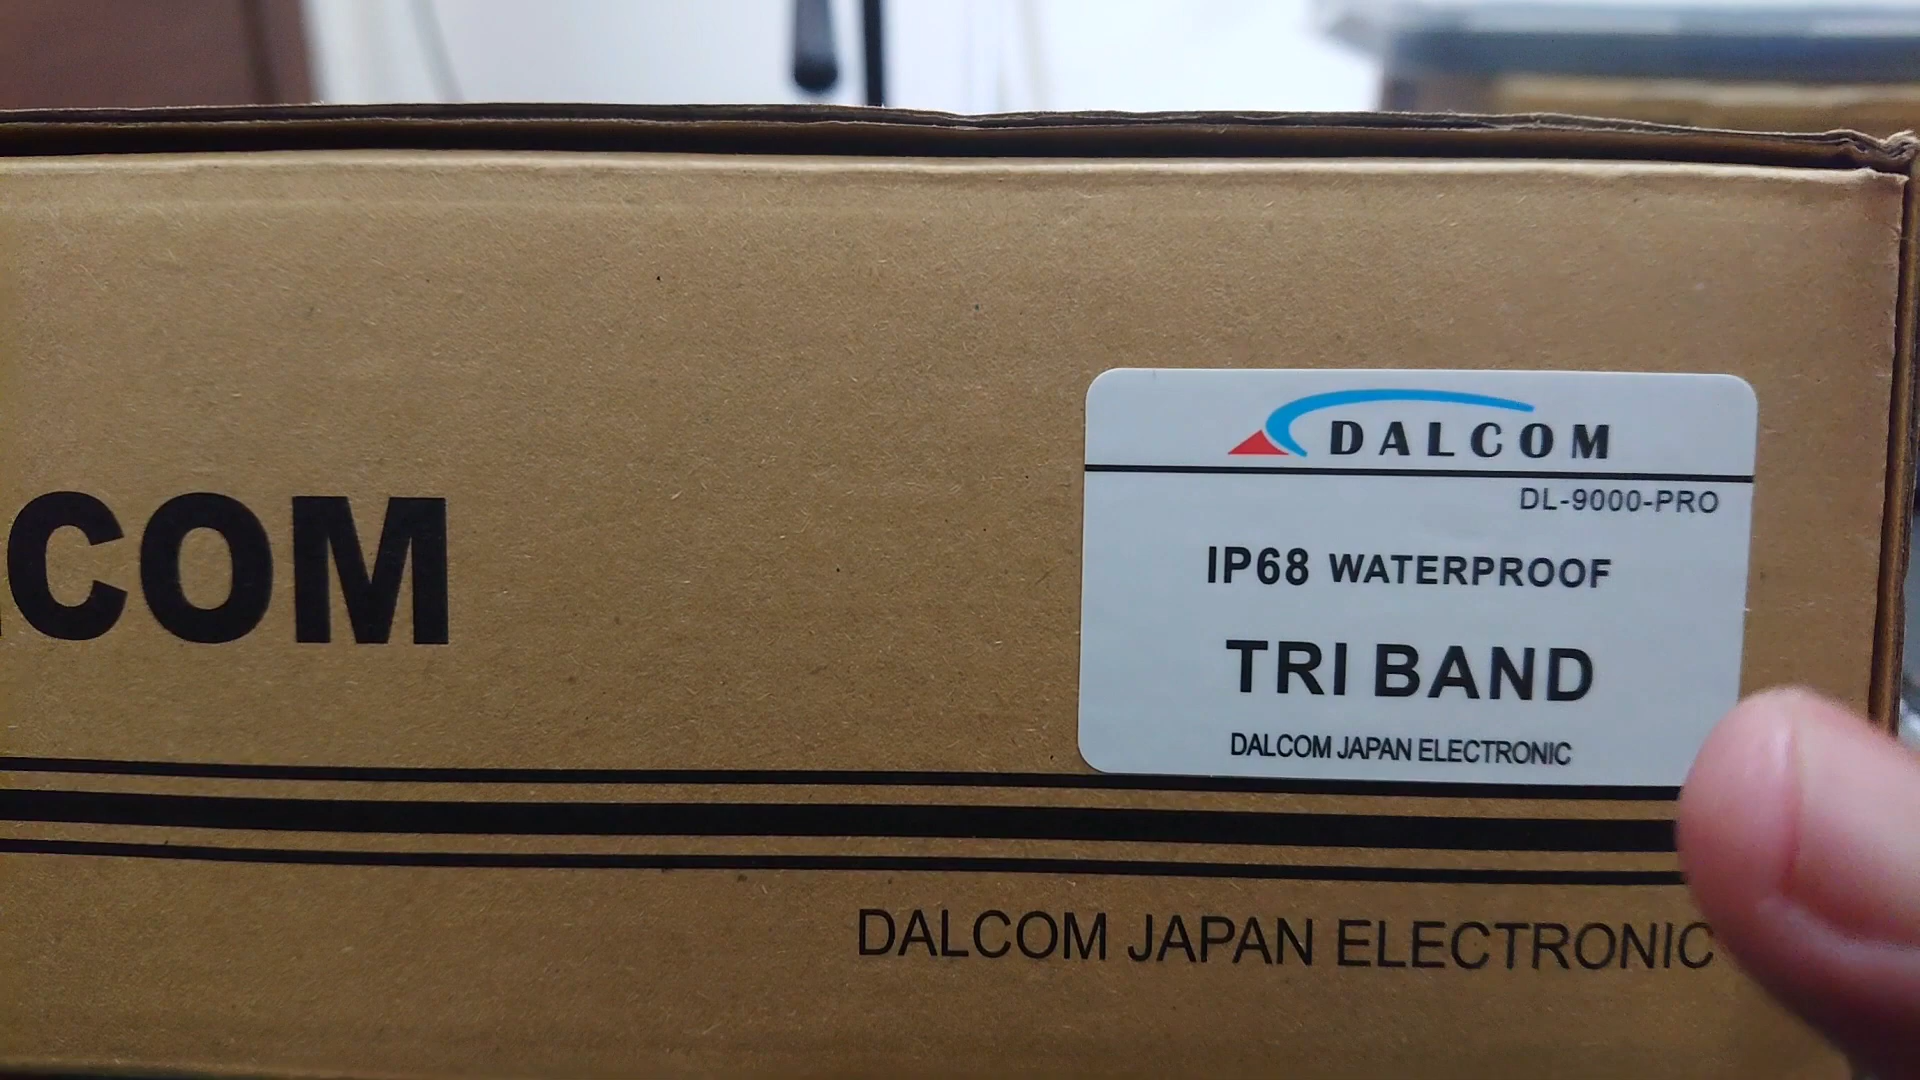 COM
DALCOM
DL-9000-PRO
IP68 WATERPROOF
TRI BAND
DALCOM JAPAN ELECTRONIC
DALCOM JAPAN ELECTRONIC